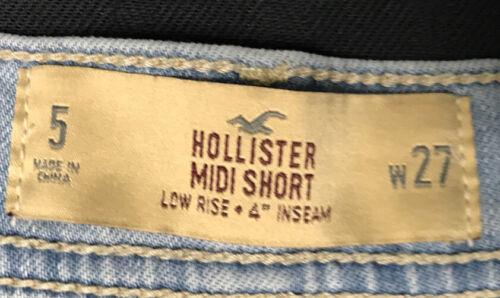 5
MADE IN
CHINA
HOLLISTER
MIDI SHORT
LOW RISE • 4" INSEAM
W 27